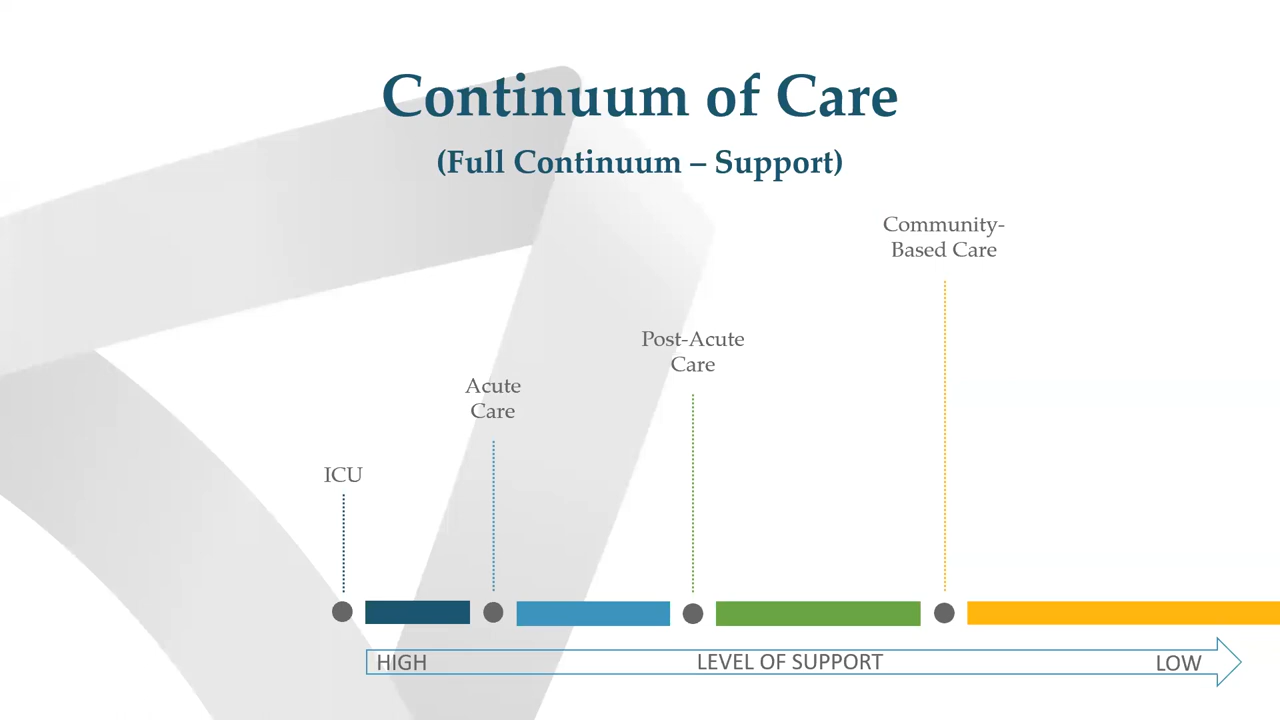 Continuum of Care
(Full Continuum – Support)
Community-
Based Care
Post-Acute
Care
Acute
Care
ICU
HIGH LEVEL OF SUPPORT LOW